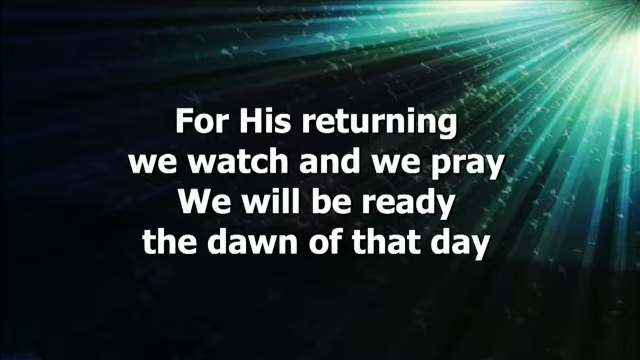 For His returning
we watch and we pray
We will be ready
the dawn of that day